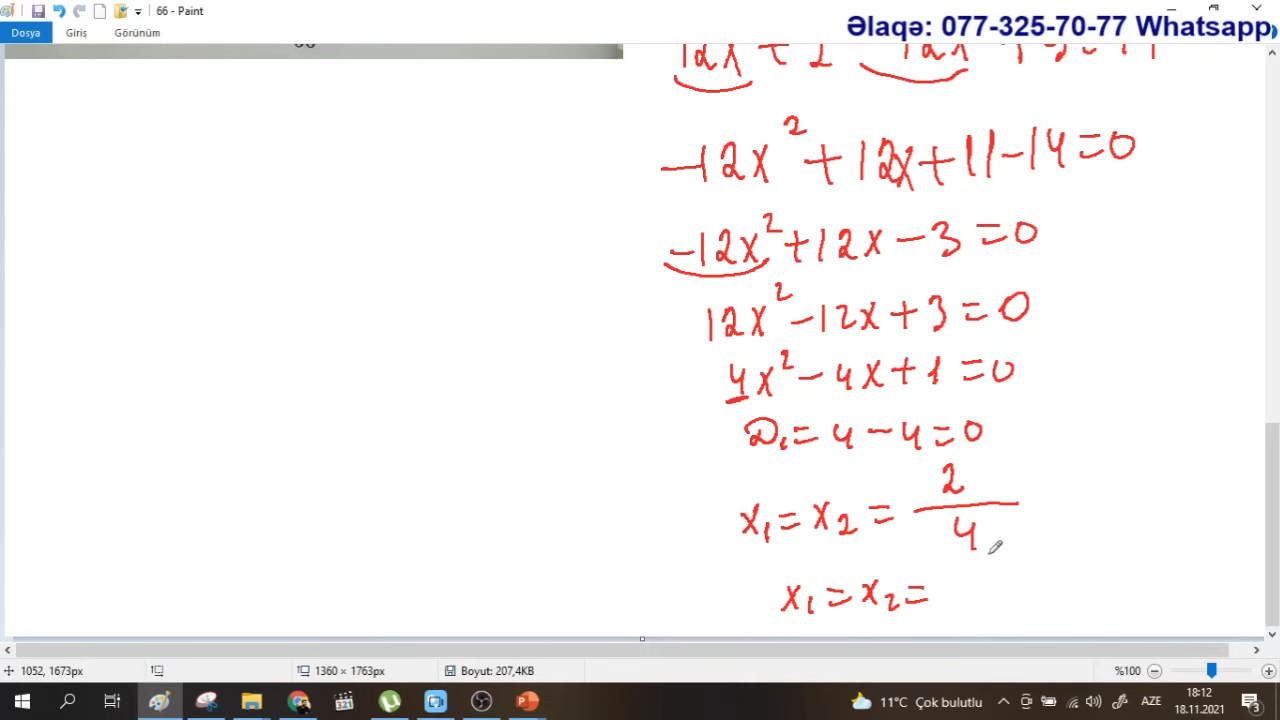 66 - Paint
Əlaqə: 077-325-70-77 Whatsapp
Dosya Giriş Görünüm
-12x² + 12x + 11 - 14 = 0
-12x² + 12x - 3 = 0
12x² - 12x + 3 = 0
4x² - 4x + 1 = 0
D₁ = 4 - 4 = 0
x₁ = x₂ = 2/4
x₁ = x₂ =
1052, 1673px 1360 × 1763px Boyut: 207,4KB %100
11°C Çok bulutlu AZE 18:12
18.11.2021
3